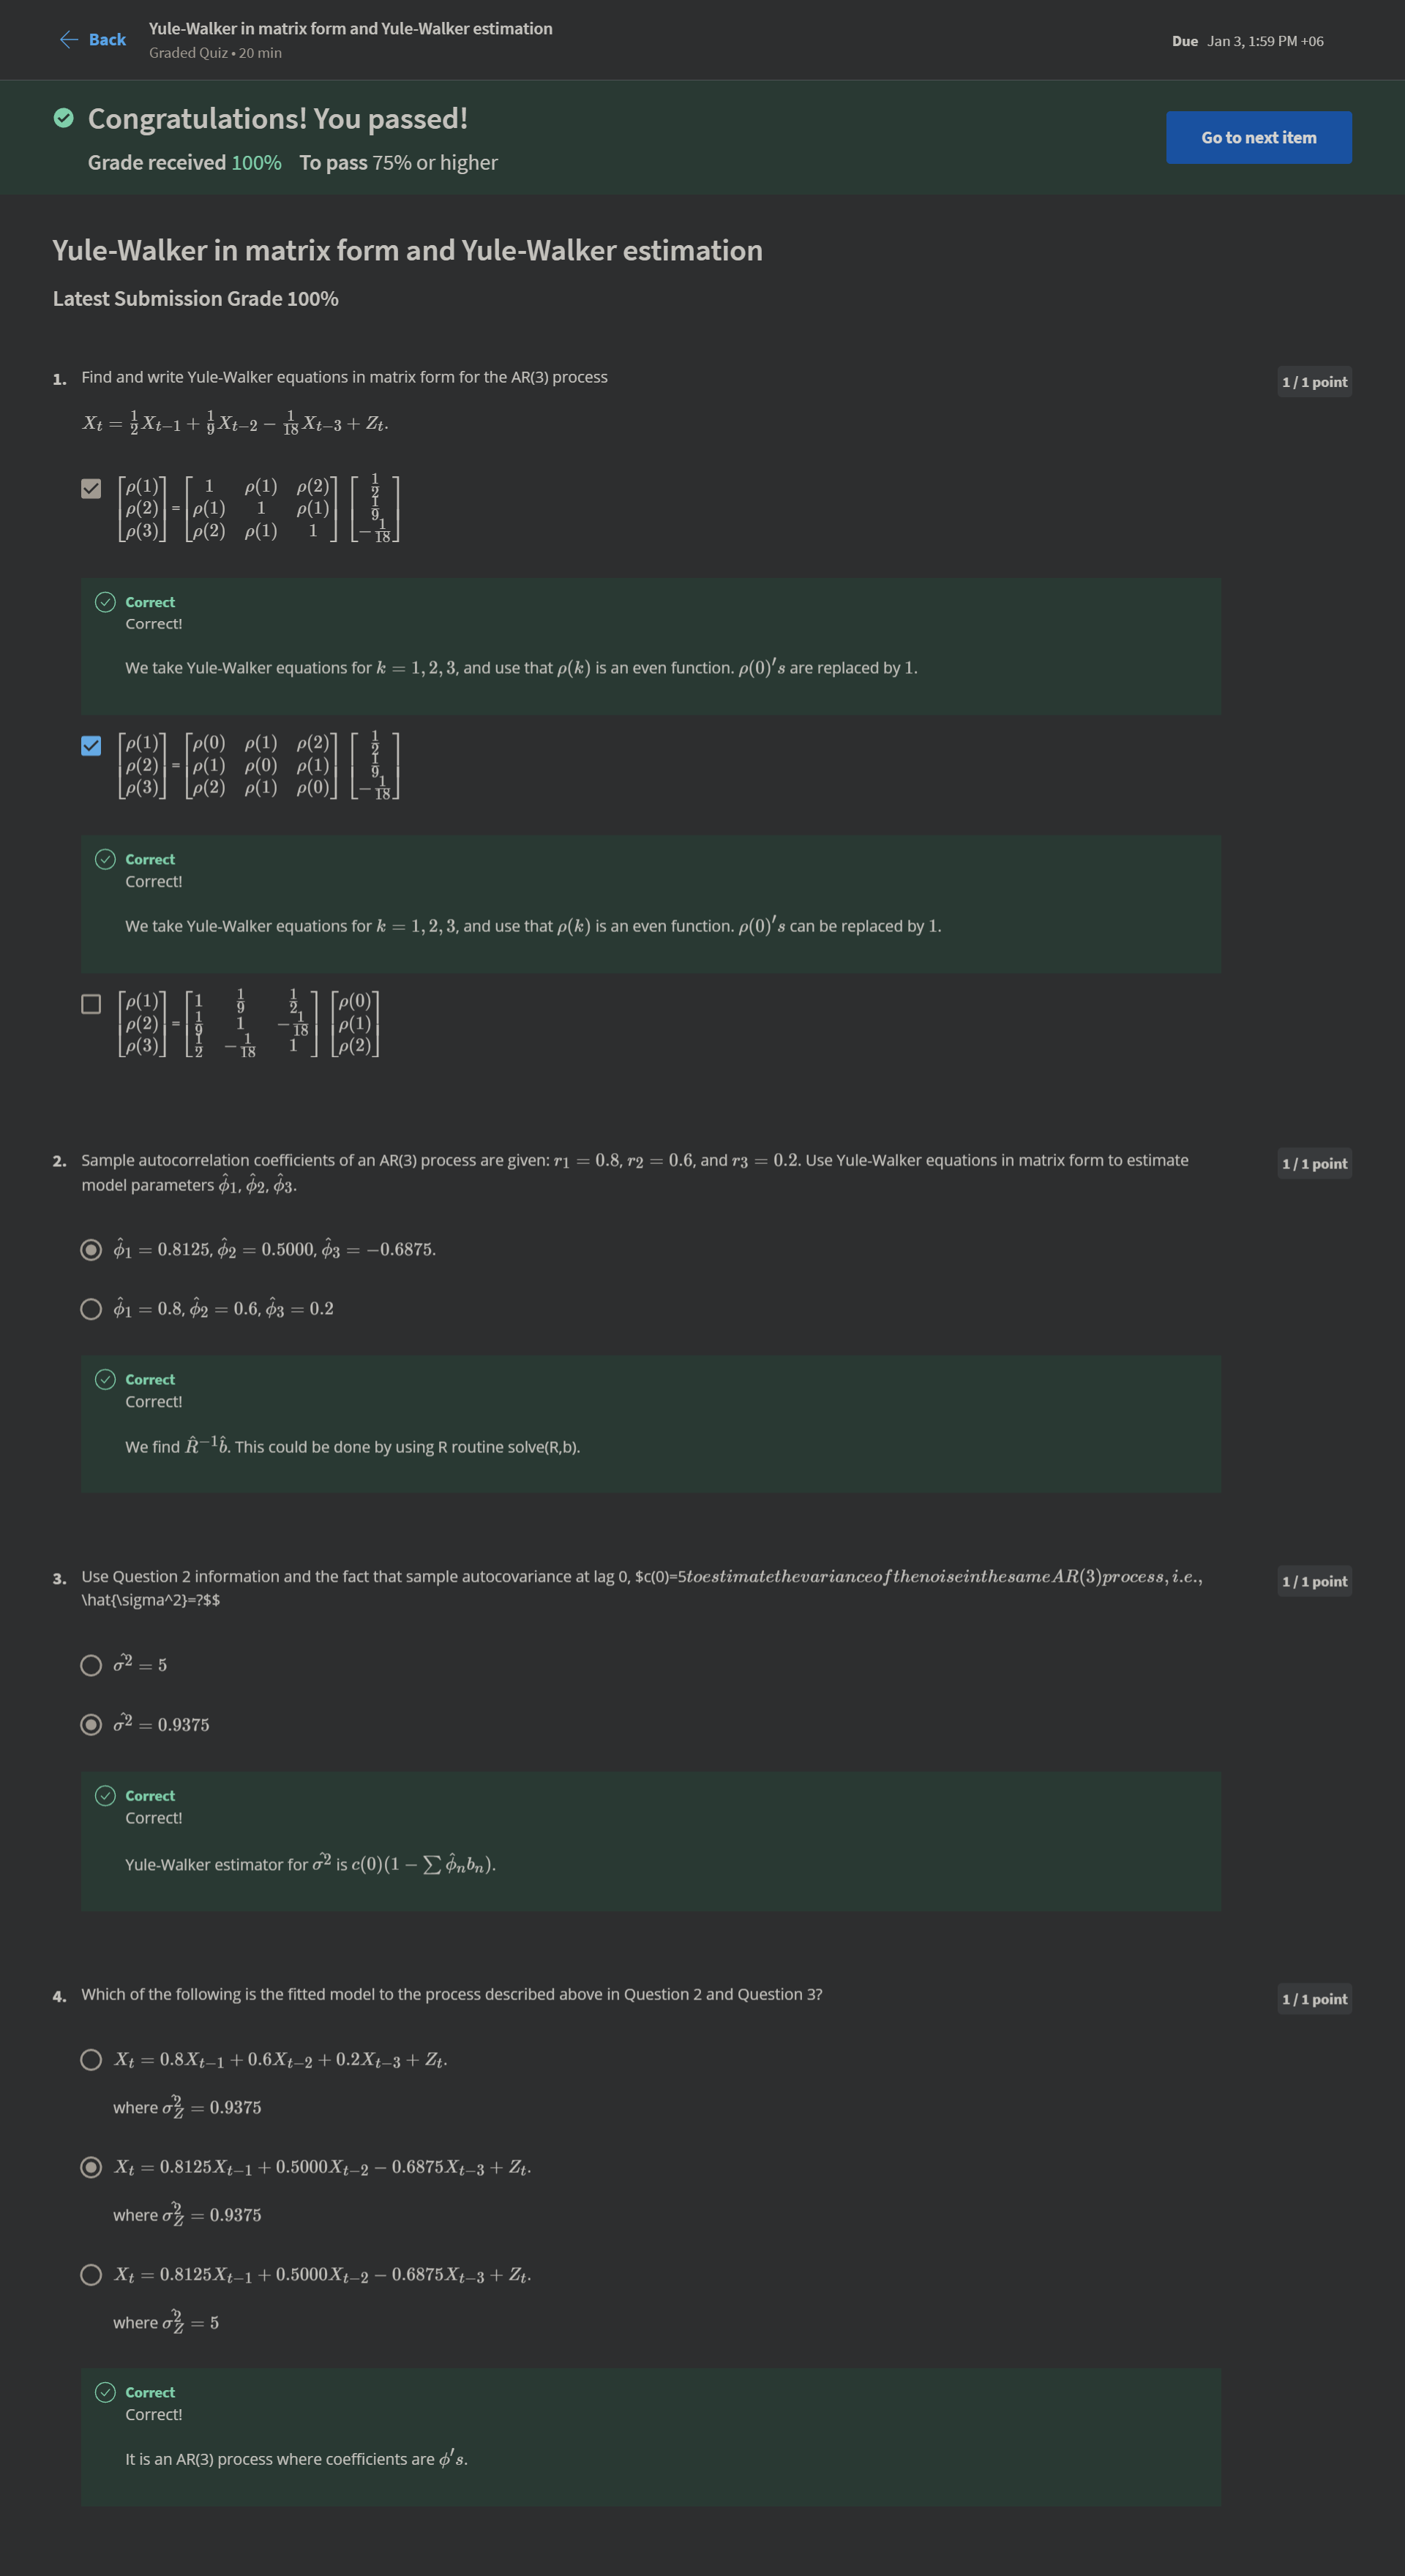 Back
Yule-Walker in matrix form and Yule-Walker estimation
Graded Quiz • 20 min
Due Jan 3, 1:59 PM +06
Congratulations! You passed!
Grade received 100% To pass 75% or higher
Go to next item
Yule-Walker in matrix form and Yule-Walker estimation
Latest Submission Grade 100%
1. Find and write Yule-Walker equations in matrix form for the AR(3) process
1 / 1 point
$X_t = \frac{1}{2}X_{t-1} + \frac{1}{9}X_{t-2} - \frac{1}{18}X_{t-3} + Z_t.$
$\begin{bmatrix} \rho(1) \\ \rho(2) \\ \rho(3) \end{bmatrix} = \begin{bmatrix} 1 & \rho(1) & \rho(2) \\ \rho(1) & 1 & \rho(1) \\ \rho(2) & \rho(1) & 1 \end{bmatrix} \begin{bmatrix} \frac{1}{2} \\ \frac{1}{9} \\ -\frac{1}{18} \end{bmatrix}$
Correct
Correct!
We take Yule-Walker equations for $k = 1, 2, 3$, and use that $\rho(k)$ is an even function. $\rho(0)'s$ are replaced by 1.
$\begin{bmatrix} \rho(1) \\ \rho(2) \\ \rho(3) \end{bmatrix} = \begin{bmatrix} \rho(0) & \rho(1) & \rho(2) \\ \rho(1) & \rho(0) & \rho(1) \\ \rho(2) & \rho(1) & \rho(0) \end{bmatrix} \begin{bmatrix} \frac{1}{2} \\ \frac{1}{9} \\ -\frac{1}{18} \end{bmatrix}$
Correct
Correct!
We take Yule-Walker equations for $k = 1, 2, 3$, and use that $\rho(k)$ is an even function. $\rho(0)'s$ can be replaced by 1.
$\begin{bmatrix} \rho(1) \\ \rho(2) \\ \rho(3) \end{bmatrix} = \begin{bmatrix} 1 & \frac{1}{9} & \frac{1}{2} \\ \frac{1}{9} & 1 & -\frac{1}{18} \\ \frac{1}{2} & -\frac{1}{18} & 1 \end{bmatrix} \begin{bmatrix} \rho(0) \\ \rho(1) \\ \rho(2) \end{bmatrix}$
2. Sample autocorrelation coefficients of an AR(3) process are given: $r_1 = 0.8$, $r_2 = 0.6$, and $r_3 = 0.2$. Use Yule-Walker equations in matrix form to estimate
model parameters $\hat{\phi}_1, \hat{\phi}_2, \hat{\phi}_3$.
1 / 1 point
$\hat{\phi}_1 = 0.8125, \hat{\phi}_2 = 0.5000, \hat{\phi}_3 = -0.6875.$
$\hat{\phi}_1 = 0.8, \hat{\phi}_2 = 0.6, \hat{\phi}_3 = 0.2$
Correct
Correct!
We find $\hat{R}^{-1}\hat{b}$. This could be done by using R routine solve(R,b).
3. Use Question 2 information and the fact that sample autocovariance at lag 0, $c(0)=5toestimatethevarianceofthenoiseinthesameAR(3)process, i.e.,
\hat{\sigma^2}=?$$
1 / 1 point
$\hat{\sigma^2} = 5$
$\hat{\sigma^2} = 0.9375$
Correct
Correct!
Yule-Walker estimator for $\hat{\sigma^2}$ is $c(0)(1 - \sum \hat{\phi}_n b_n)$.
4. Which of the following is the fitted model to the process described above in Question 2 and Question 3?
1 / 1 point
$X_t = 0.8X_{t-1} + 0.6X_{t-2} + 0.2X_{t-3} + Z_t.$
where $\hat{\sigma^2_Z} = 0.9375$
$X_t = 0.8125X_{t-1} + 0.5000X_{t-2} - 0.6875X_{t-3} + Z_t.$
where $\hat{\sigma^2_Z} = 0.9375$
$X_t = 0.8125X_{t-1} + 0.5000X_{t-2} - 0.6875X_{t-3} + Z_t.$
where $\hat{\sigma^2_Z} = 5$
Correct
Correct!
It is an AR(3) process where coefficients are $\phi's$.